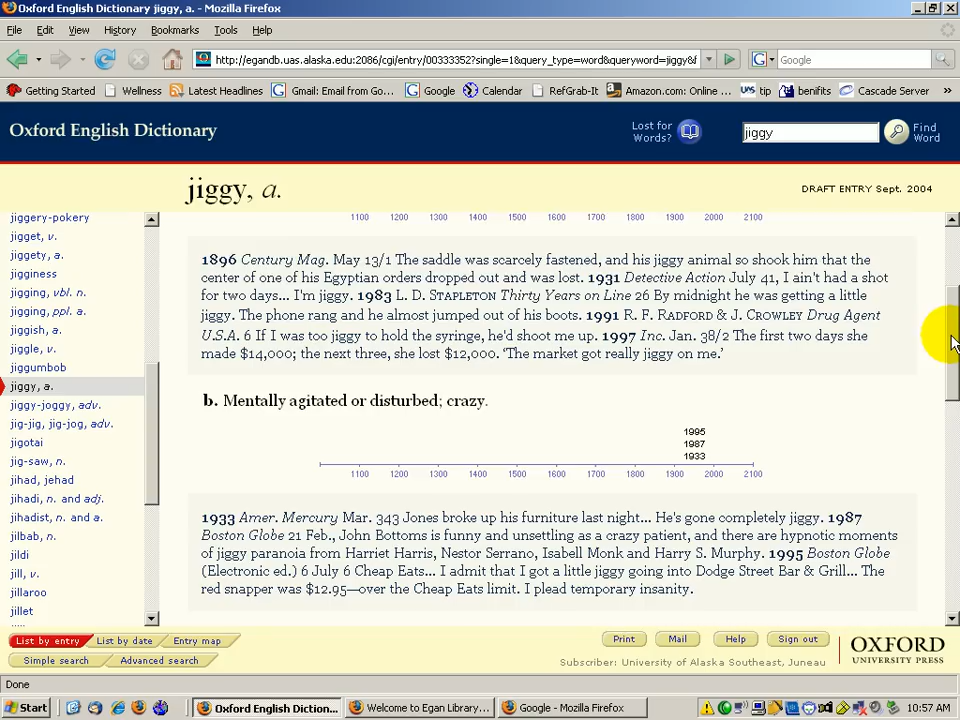 Oxford English Dictionary jiggy, a. - Mozilla Firefox
File Edit View History Bookmarks Tools Help
http://egandb.uas.alaska.edu:2086/cgi/entry/00333352?single=1&query_type=word&queryword=jiggy&f
Google
Getting Started Wellness Latest Headlines Gmail: Email from Go... Google Calendar RefGrab-It Amazon.com: Online ... UAS tip benifits Cascade Server »
Oxford English Dictionary
Lost for
Words?
jiggy
Find
Word
jiggy, a.
DRAFT ENTRY Sept. 2004
jiggery-pokery
jigget, v.
jiggety, a.
jigginess
jigging, vbl. n.
jigging, ppl. a.
jiggish, a.
jiggle, v.
jiggumbob
jiggy, a.
jiggy-joggy, adv.
jig-jig, jig-jog, adv.
jigotai
jig-saw, n.
jihad, jehad
jihadi, n. and adj.
jihadist, n. and a.
jilbab, n.
jildi
jill, v.
jillaroo
jillet
1100 1200 1300 1400 1500 1600 1700 1800 1900 2000 2100
1896 Century Mag. May 13/1 The saddle was scarcely fastened, and his jiggy animal so shook him that the
center of one of his Egyptian orders dropped out and was lost. 1931 Detective Action July 41, I ain't had a shot
for two days... I'm jiggy. 1983 L. D. STAPLETON Thirty Years on Line 26 By midnight he was getting a little
jiggy. The phone rang and he almost jumped out of his boots. 1991 R. F. RADFORD & J. CROWLEY Drug Agent
U.S.A. 6 If I was too jiggy to hold the syringe, he'd shoot me up. 1997 Inc. Jan. 38/2 The first two days she
made $14,000; the next three, she lost $12,000. 'The market got really jiggy on me.'
b. Mentally agitated or disturbed; crazy.
1995
1987
1933
1100 1200 1300 1400 1500 1600 1700 1800 1900 2000 2100
1933 Amer. Mercury Mar. 343 Jones broke up his furniture last night... He's gone completely jiggy. 1987
Boston Globe 21 Feb., John Bottoms is funny and unsettling as a crazy patient, and there are hypnotic moments
of jiggy paranoia from Harriet Harris, Nestor Serrano, Isabell Monk and Harry S. Murphy. 1995 Boston Globe
(Electronic ed.) 6 July 6 Cheap Eats... I admit that I got a little jiggy going into Dodge Street Bar & Grill... The
red snapper was $12.95—over the Cheap Eats limit. I plead temporary insanity.
List by entry List by date Entry map
Simple search Advanced search
Print Mail Help Sign out
Subscriber: University of Alaska Southeast, Juneau
OXFORD
UNIVERSITY PRESS
Done
Start Oxford English Diction... Welcome to Egan Library... Google - Mozilla Firefox 10:57 AM